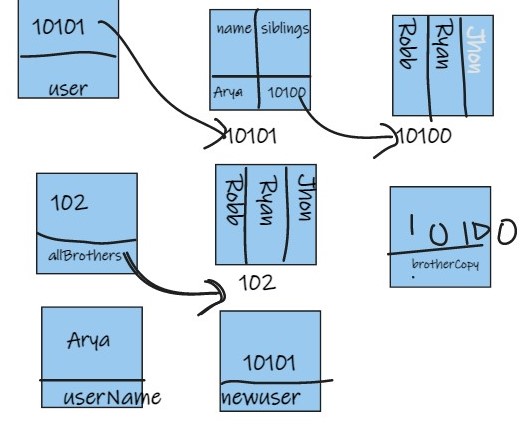 10101
user
name siblings
Arya 10100
10101
Robb
Ryan
Jhon
10100
102
allBrothers
Robb
Ryan
Jhon
102
10100
brotherCopy
Arya
userName
10101
newuser